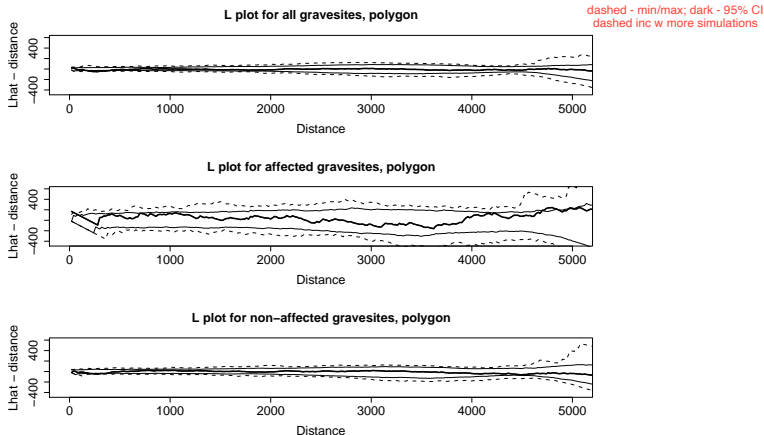 L plot for all gravesites, polygon
dashed - min/max; dark - 95% CI
dashed inc w more simulations
Lhat − distance
−400
400
0
1000
2000
3000
4000
5000
Distance
L plot for affected gravesites, polygon
Lhat − distance
−400
400
0
1000
2000
3000
4000
5000
Distance
L plot for non−affected gravesites, polygon
Lhat − distance
−400
400
0
1000
2000
3000
4000
5000
Distance